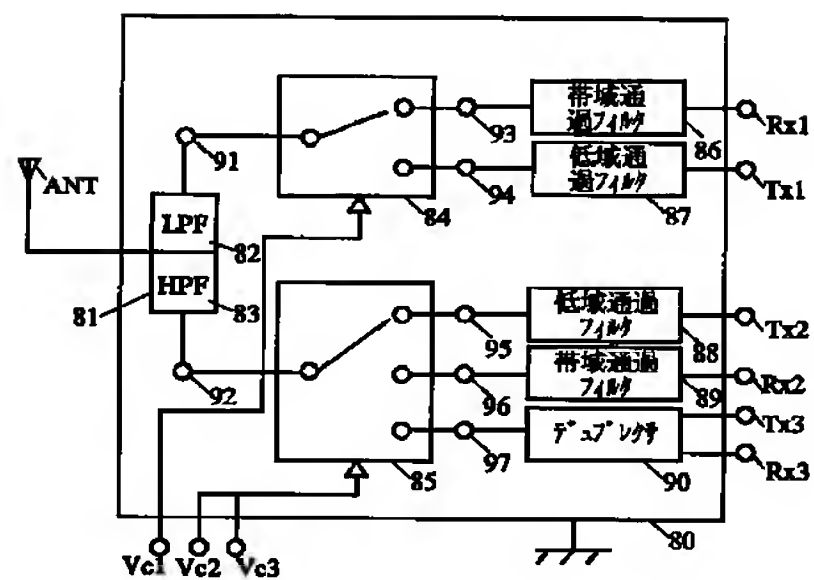 帯域通
過フィルタ
93
86
Rx1
91
低域通
過フィルタ
94
87
Tx1
ANT
84
LPF
82
HPF
83
81
低域通過
フィルタ
95
88
Tx2
92
帯域通過
フィルタ
96
89
Rx2
デュプレクサ
97
90
Tx3
Rx3
85
80
Vc1
Vc2
Vc3